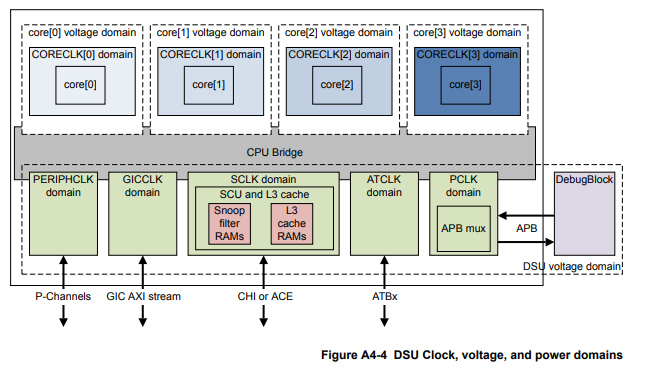 core[0] voltage domain
core[1] voltage domain
core[2] voltage domain
core[3] voltage domain
CORECLK[0] domain
CORECLK[1] domain
CORECLK[2] domain
CORECLK[3] domain
core[0]
core[1]
core[2]
core[3]
CPU Bridge
PERIPHCLK
domain
GICCLK
domain
SCLK domain
SCU and L3 cache
Snoop
filter
RAMs
L3
cache
RAMs
ATCLK
domain
PCLK
domain
APB mux
APB
DebugBlock
DSU voltage domain
P-Channels
GIC AXI stream
CHI or ACE
ATBx
Figure A4-4 DSU Clock, voltage, and power domains